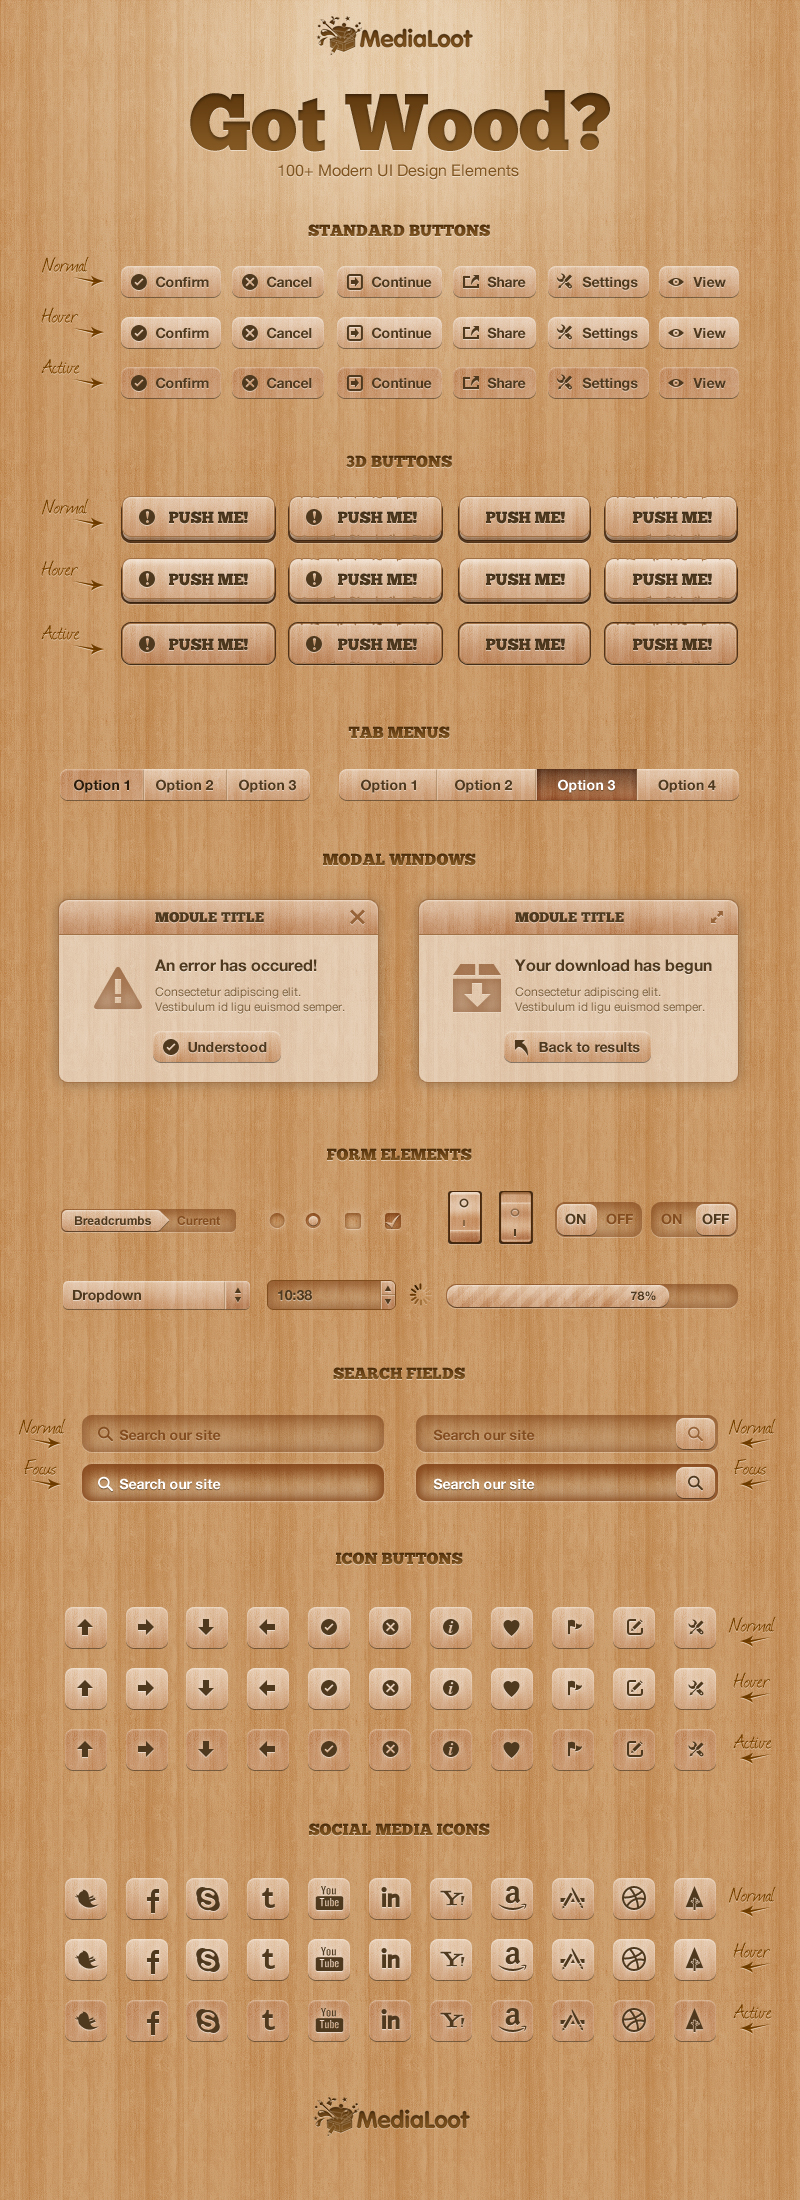 MediaLoot
Got Wood?
100+ Modern UI Design Elements
STANDARD BUTTONS
Normal
Confirm Cancel Continue Share Settings View
Hover
Confirm Cancel Continue Share Settings View
Active
Confirm Cancel Continue Share Settings View
3D BUTTONS
Normal
PUSH ME! PUSH ME! PUSH ME! PUSH ME!
Hover
PUSH ME! PUSH ME! PUSH ME! PUSH ME!
Active
PUSH ME! PUSH ME! PUSH ME! PUSH ME!
TAB MENUS
Option 1 Option 2 Option 3 Option 1 Option 2 Option 3 Option 4
MODAL WINDOWS
MODULE TITLE
An error has occured!
Consectetur adipiscing elit.
Vestibulum id ligu euismod semper.
Understood
MODULE TITLE
Your download has begun
Consectetur adipiscing elit.
Vestibulum id ligu euismod semper.
Back to results
FORM ELEMENTS
Breadcrumbs Current ON OFF ON OFF
Dropdown 10:38 78%
SEARCH FIELDS
Normal Search our site Search our site Normal
Focus Search our site Search our site Focus
ICON BUTTONS
Normal
Hover
Active
SOCIAL MEDIA ICONS
f S t You Tube in Y! a Normal
f S t You Tube in Y! a Hover
f S t You Tube in Y! a Active
MediaLoot